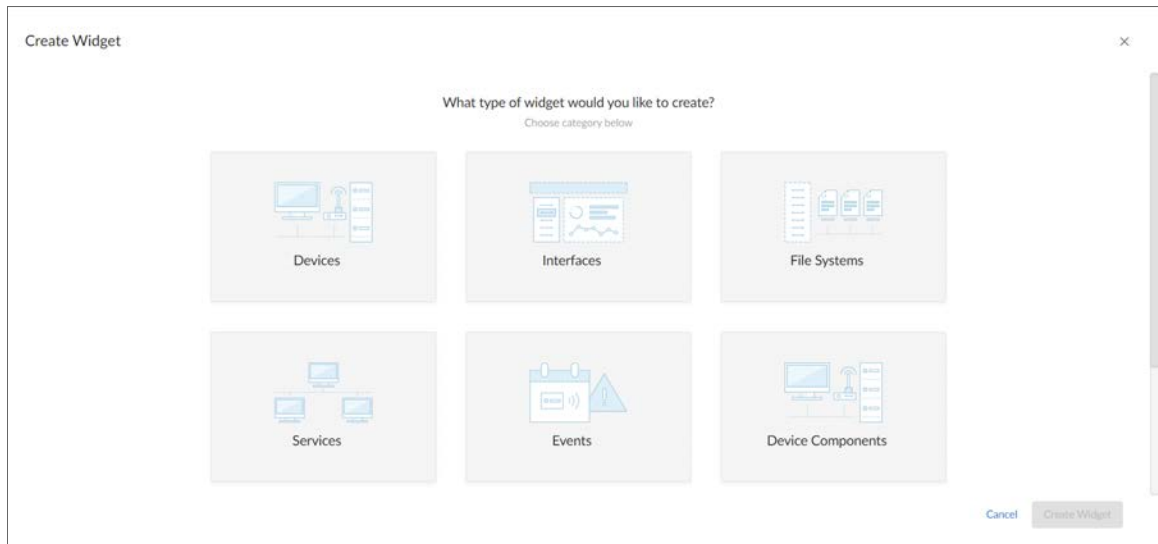 Create Widget
×
What type of widget would you like to create?
Choose category below
Devices
Interfaces
File Systems
Services
Events
Device Components
Cancel
Create Widget